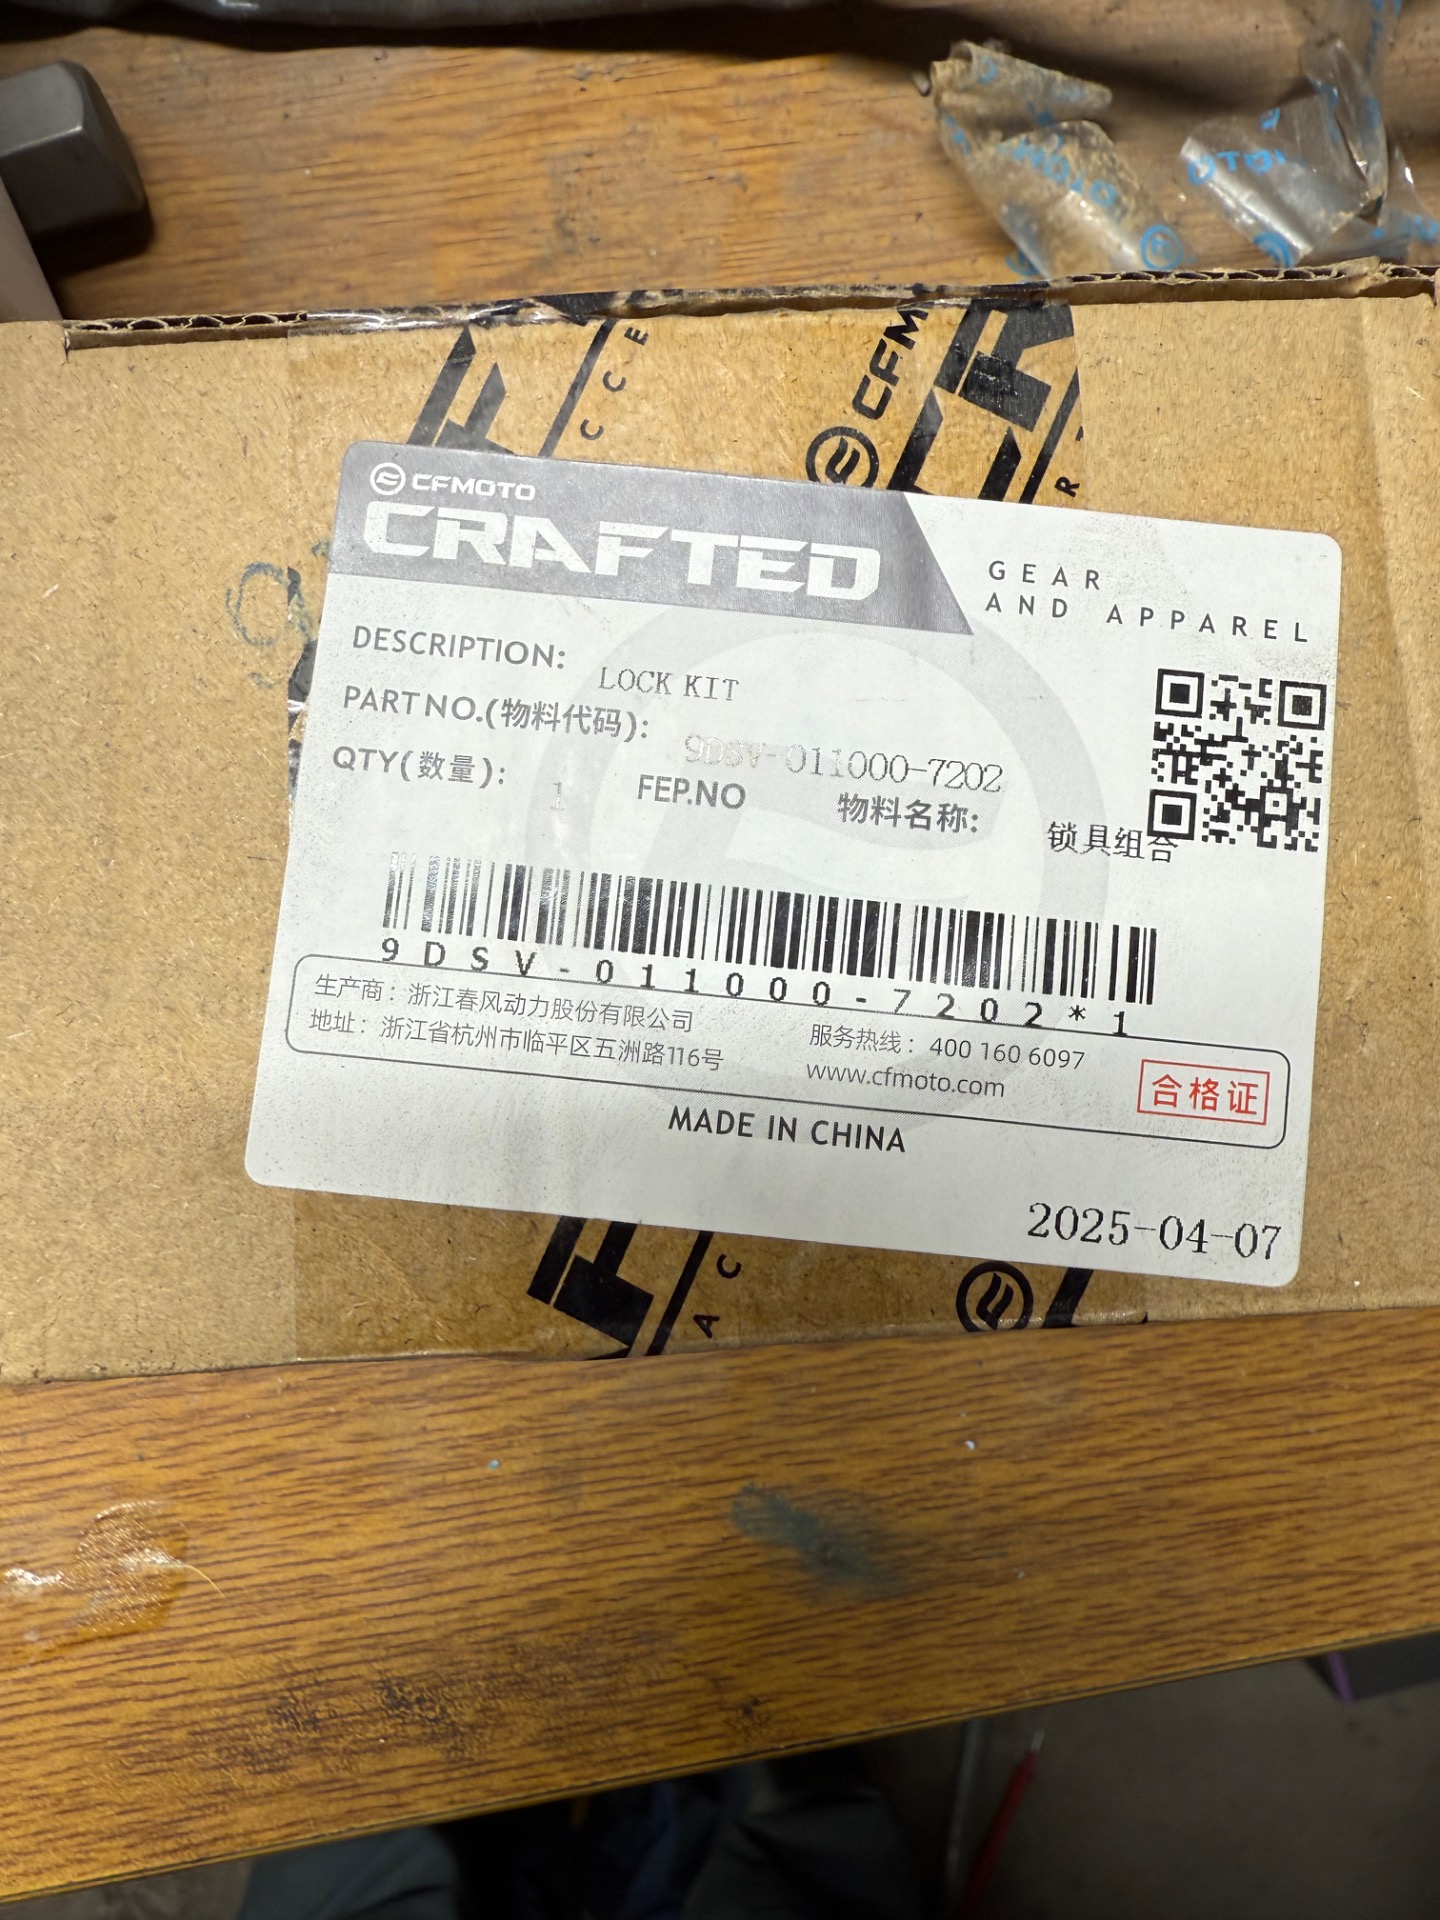 CFMOTO
CRAFTED
GEAR
AND APPAREL
DESCRIPTION: LOCK KIT
PART NO.(物料代码): 9DSV-011000-7202
QTY(数量): 1 FEP.NO 物料名称: 锁具组合
9DSV-011000-7202*1
生产商：浙江春风动力股份有限公司
地址：浙江省杭州市临平区五洲路116号
服务热线：400 160 6097
www.cfmoto.com
合格证
MADE IN CHINA
2025-04-07